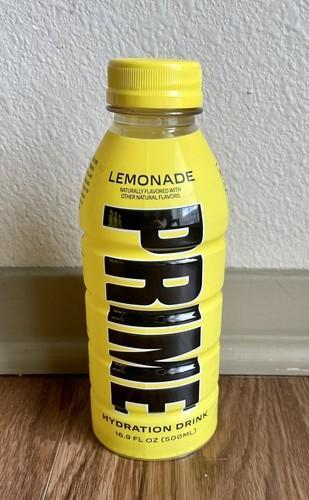 LEMONADE
NATURALLY FLAVORED WITH
OTHER NATURAL FLAVORS
PRIME
HYDRATION DRINK
16.9 FL OZ (500ML)